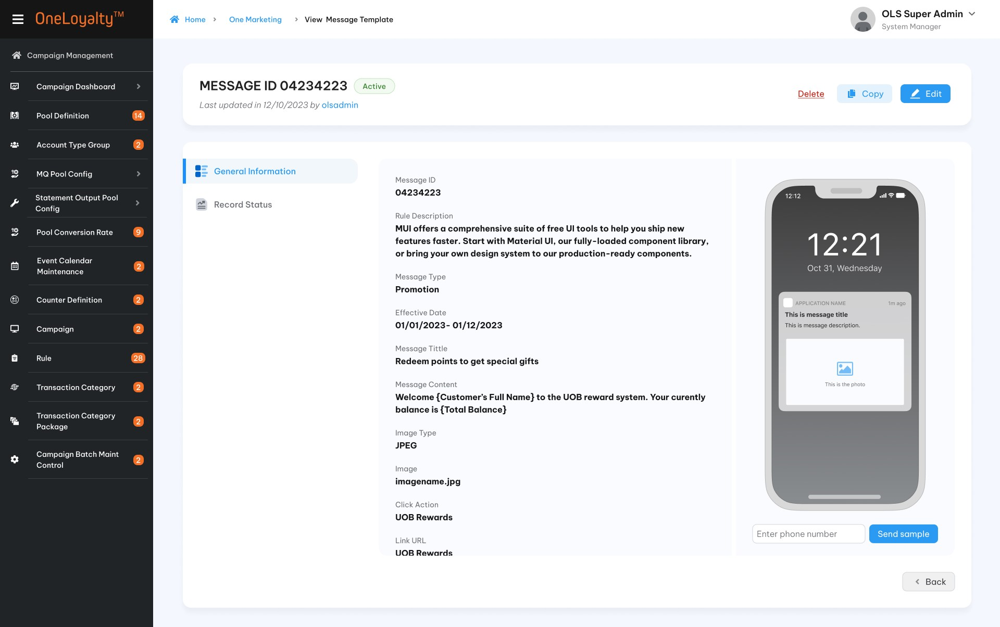 OneLoyalty™
Home
One Marketing
View Message Template
OLS Super Admin
System Manager
Campaign Management
Campaign Dashboard
Pool Definition 14
Account Type Group 2
MQ Pool Config
Statement Output Pool
Config
Pool Conversion Rate 9
Event Calendar
Maintenance 2
Counter Definition 2
Campaign 2
Rule 28
Transaction Category 2
Transaction Category
Package 2
Campaign Batch Maint
Control 2
MESSAGE ID 04234223 Active
Last updated in 12/10/2023 by olsadmin
Delete
Copy
Edit
General Information
Record Status
Message ID
04234223
Rule Description
MUI offers a comprehensive suite of free UI tools to help you ship new
features faster. Start with Material UI, our fully-loaded component library,
or bring your own design system to our production-ready components.
Message Type
Promotion
Effective Date
01/01/2023- 01/12/2023
Message Tittle
Redeem points to get special gifts
Message Content
Welcome {Customer’s Full Name} to the UOB reward system. Your curently
balance is {Total Balance}
Image Type
JPEG
Image
imagename.jpg
Click Action
UOB Rewards
Link URL
UOB Rewards
12:12
12:21
Oct 31, Wednesday
APPLICATION NAME 1m ago
This is message title
This is message description.
This is the photo
Enter phone number
Send sample
Back